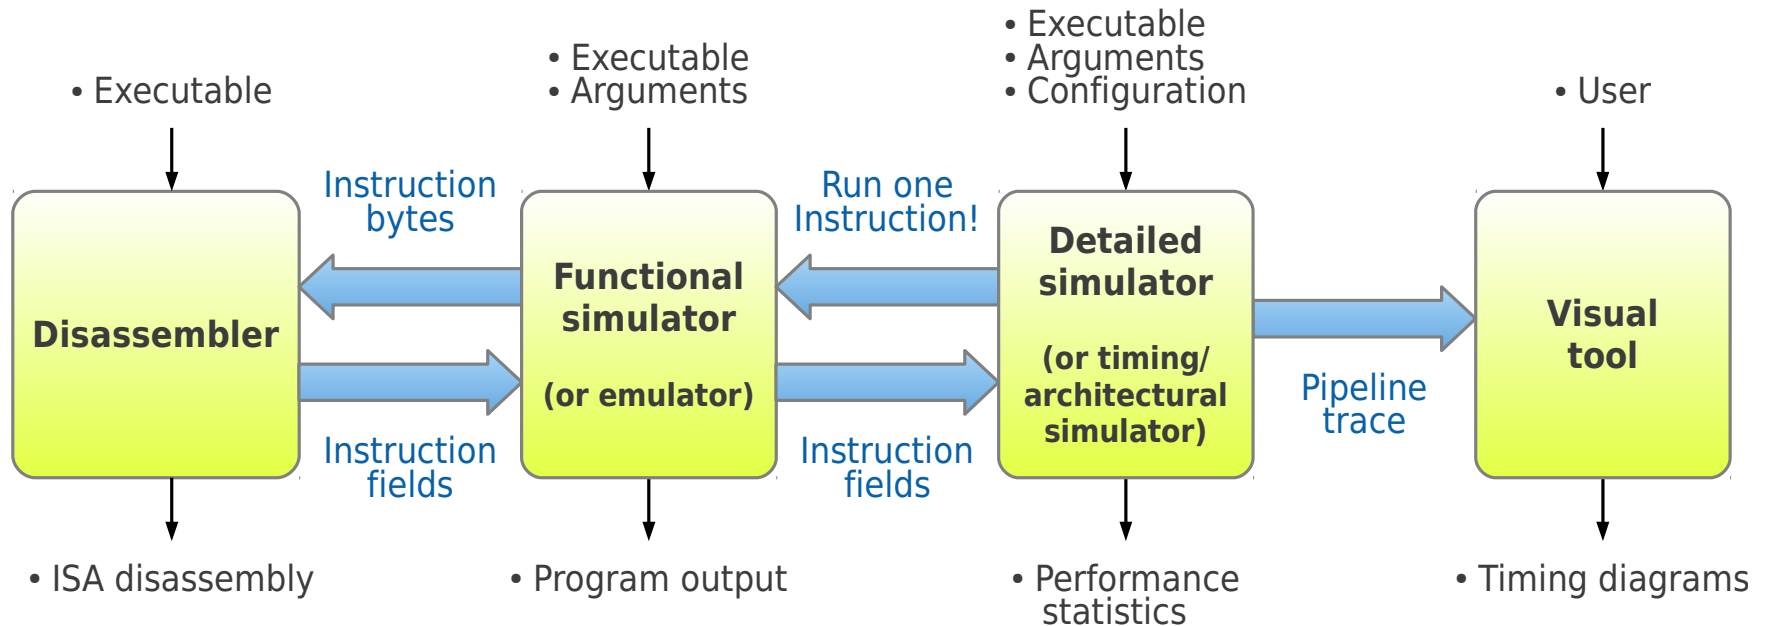 • Executable
• Executable
• Arguments
• Executable
• Arguments
• Configuration
• User
Instruction
bytes
Run one
Instruction!
Disassembler
Functional
simulator
(or emulator)
Detailed
simulator
(or timing/
architectural
simulator)
Visual
tool
Instruction
fields
Instruction
fields
Pipeline
trace
• ISA disassembly
• Program output
• Performance
statistics
• Timing diagrams